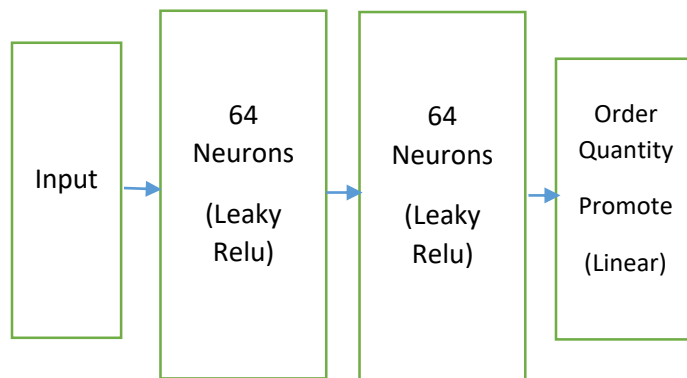 Input
64
Neurons
(Leaky
Relu)
64
Neurons
(Leaky
Relu)
Order
Quantity
Promote
(Linear)